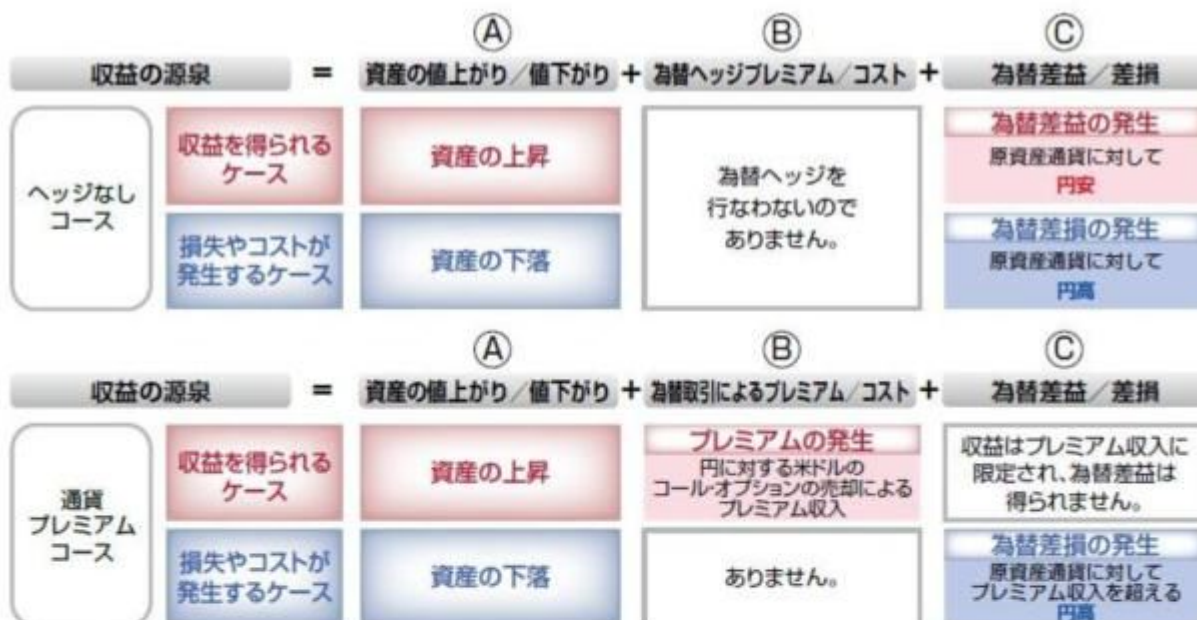 Ⓐ Ⓑ Ⓒ
収益の源泉 = 資産の値上がり/値下がり + 為替ヘッジプレミアム/コスト + 為替差益/差損
ヘッジなし
コース
収益を得られる
ケース
資産の上昇
為替ヘッジを
行なわないので
ありません。
為替差益の発生
原資産通貨に対して
円安
損失やコストが
発生するケース
資産の下落
為替差損の発生
原資産通貨に対して
円高
Ⓐ Ⓑ Ⓒ
収益の源泉 = 資産の値上がり/値下がり + 為替取引によるプレミアム/コスト + 為替差益/差損
通貨
プレミアム
コース
収益を得られる
ケース
資産の上昇
プレミアムの発生
円に対する米ドルの
コール・オプションの売却による
プレミアム収入
収益はプレミアム収入に
限定され、為替差益は
得られません。
損失やコストが
発生するケース
資産の下落
ありません。
為替差損の発生
原資産通貨に対して
プレミアム収入を超える
円高